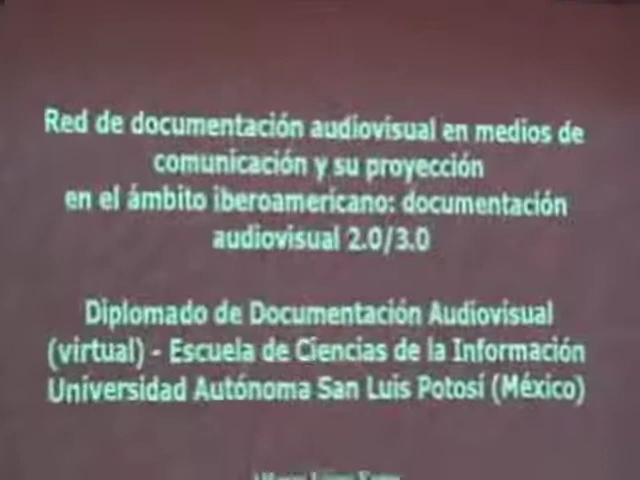 Red de documentación audiovisual en medios de
comunicación y su proyección
en el ámbito iberoamericano: documentación
audiovisual 2.0/3.0
Diplomado de Documentación Audiovisual
(virtual) - Escuela de Ciencias de la Información
Universidad Autónoma San Luis Potosí (México)